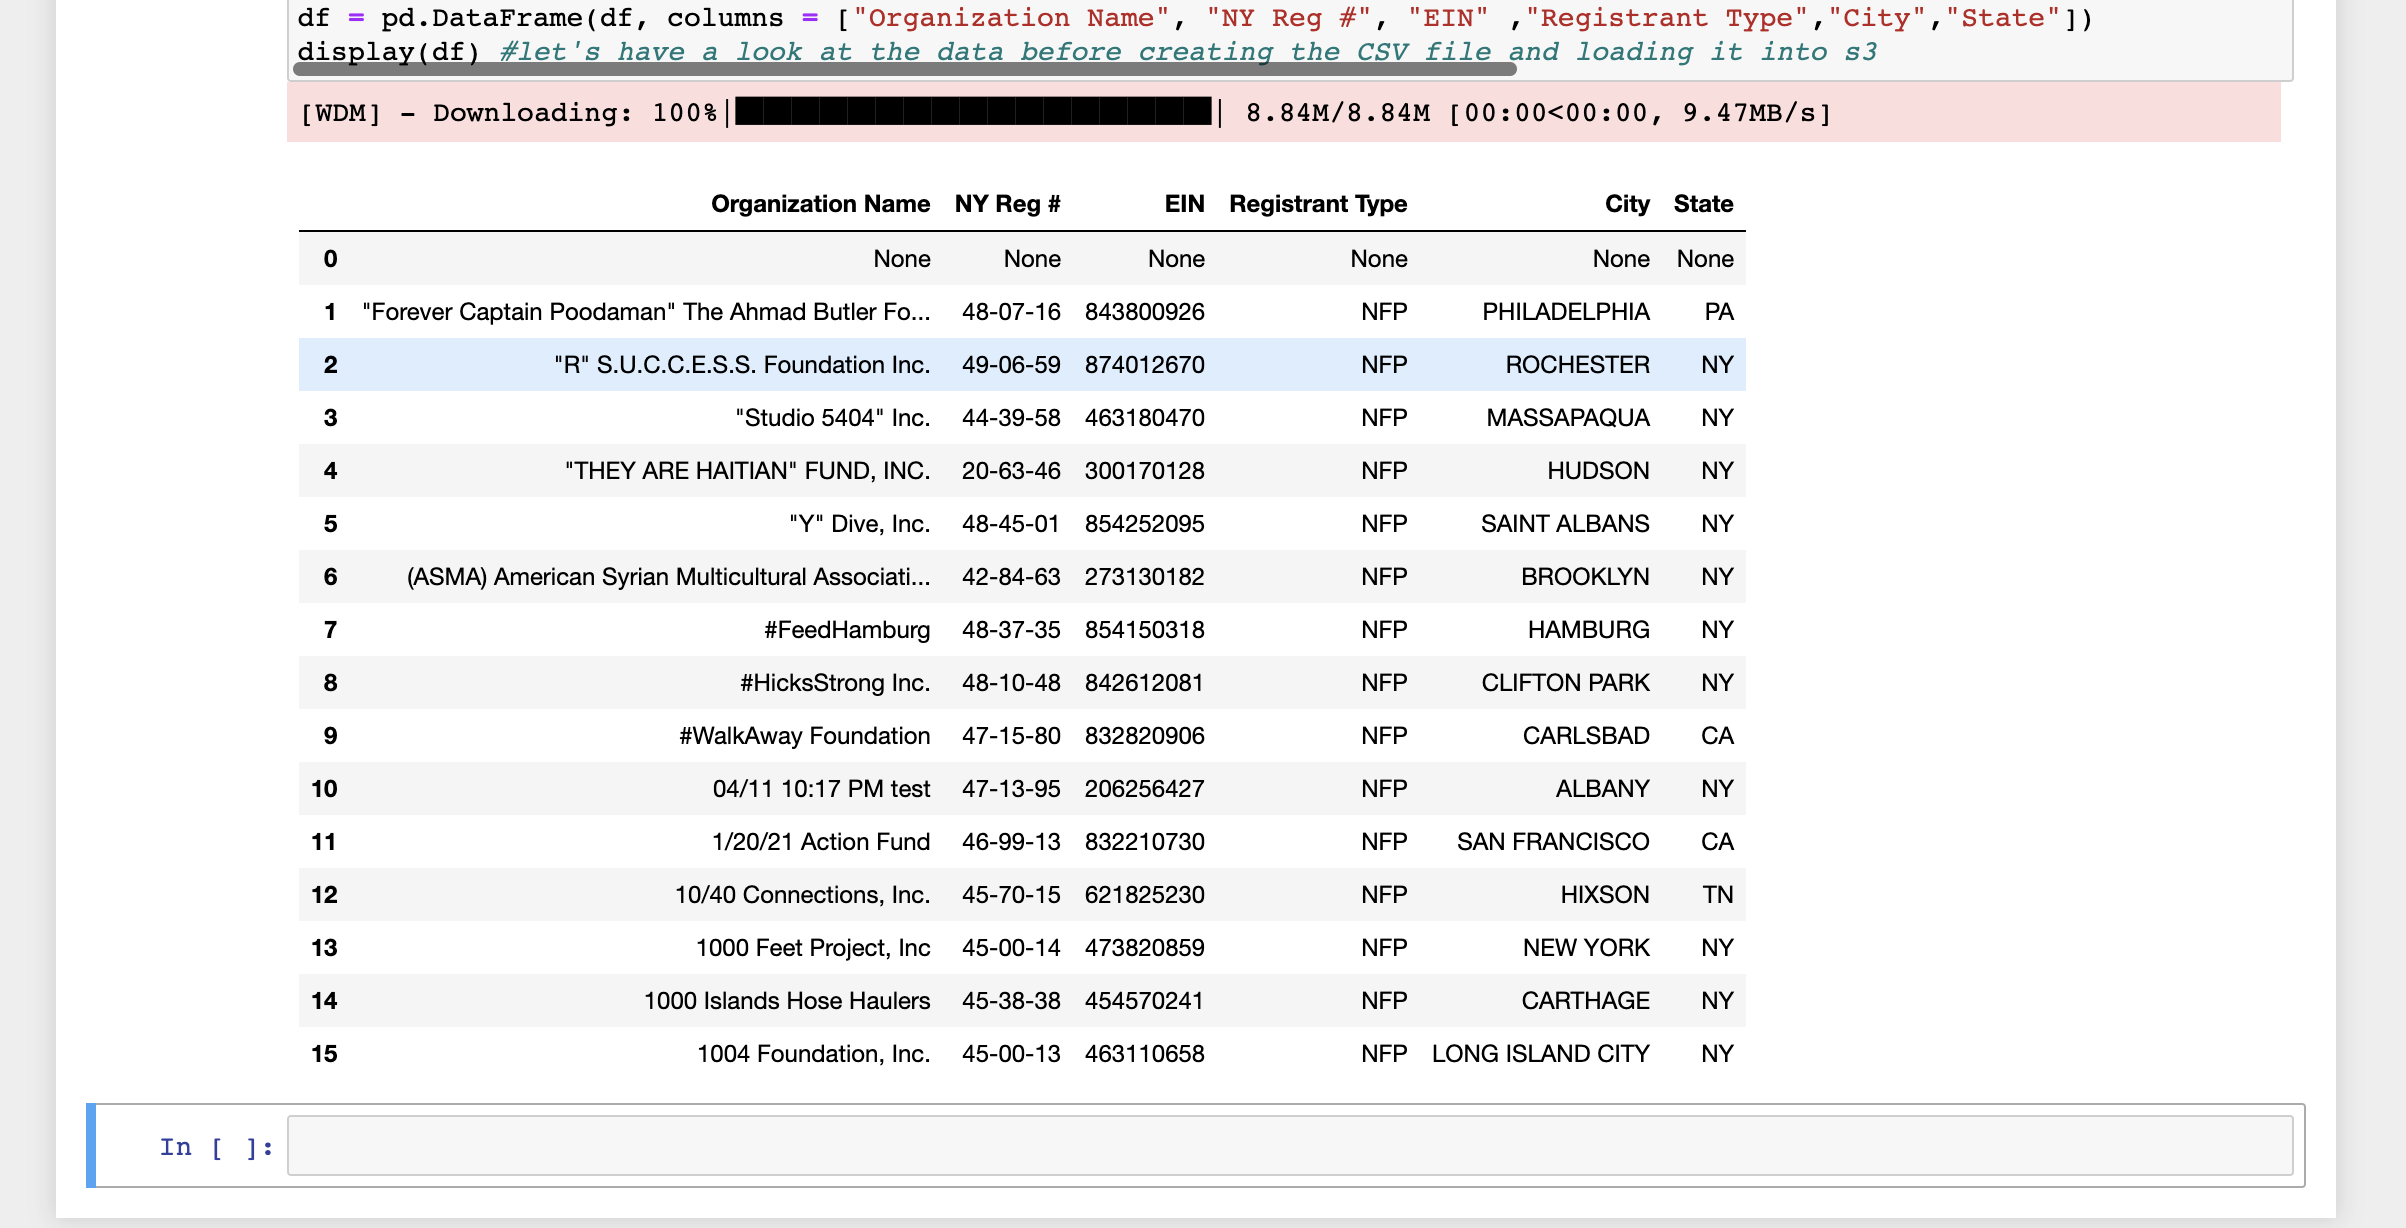 df = pd.DataFrame(df, columns = ["Organization Name", "NY Reg #", "EIN" ,"Registrant Type","City","State"])
display(df) #let's have a look at the data before creating the CSV file and loading it into s3
[WDM] - Downloading: 100%|██████████| 8.84M/8.84M [00:00<00:00, 9.47MB/s]
Organization Name NY Reg # EIN Registrant Type City State
0 None None None None None None
1 "Forever Captain Poodaman" The Ahmad Butler Fo... 48-07-16 843800926 NFP PHILADELPHIA PA
2 "R" S.U.C.C.E.S.S. Foundation Inc. 49-06-59 874012670 NFP ROCHESTER NY
3 "Studio 5404" Inc. 44-39-58 463180470 NFP MASSAPAQUA NY
4 "THEY ARE HAITIAN" FUND, INC. 20-63-46 300170128 NFP HUDSON NY
5 "Y" Dive, Inc. 48-45-01 854252095 NFP SAINT ALBANS NY
6 (ASMA) American Syrian Multicultural Associati... 42-84-63 273130182 NFP BROOKLYN NY
7 #FeedHamburg 48-37-35 854150318 NFP HAMBURG NY
8 #HicksStrong Inc. 48-10-48 842612081 NFP CLIFTON PARK NY
9 #WalkAway Foundation 47-15-80 832820906 NFP CARLSBAD CA
10 04/11 10:17 PM test 47-13-95 206256427 NFP ALBANY NY
11 1/20/21 Action Fund 46-99-13 832210730 NFP SAN FRANCISCO CA
12 10/40 Connections, Inc. 45-70-15 621825230 NFP HIXSON TN
13 1000 Feet Project, Inc 45-00-14 473820859 NFP NEW YORK NY
14 1000 Islands Hose Haulers 45-38-38 454570241 NFP CARTHAGE NY
15 1004 Foundation, Inc. 45-00-13 463110658 NFP LONG ISLAND CITY NY
In [ ]: